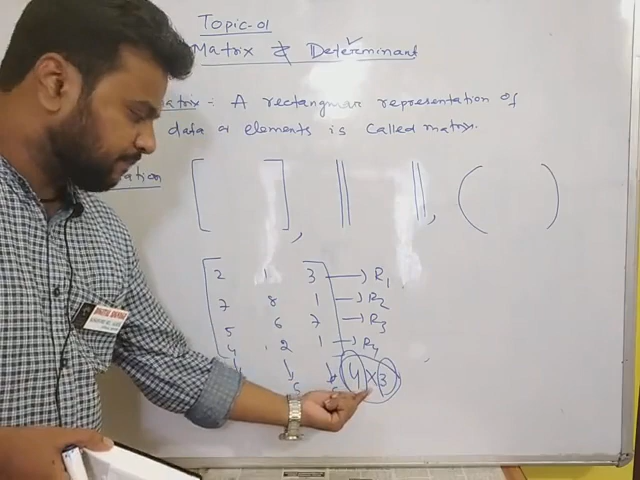 Topic-01
Matrix & Determinant
Matrix:- A rectangular representation of
data or elements is called matrix.
[ ] , || || , ( )
2 1 3 → R1
7 8 1 → R2
5 6 7 → R3
4 2 1 → R4
C C
4×3